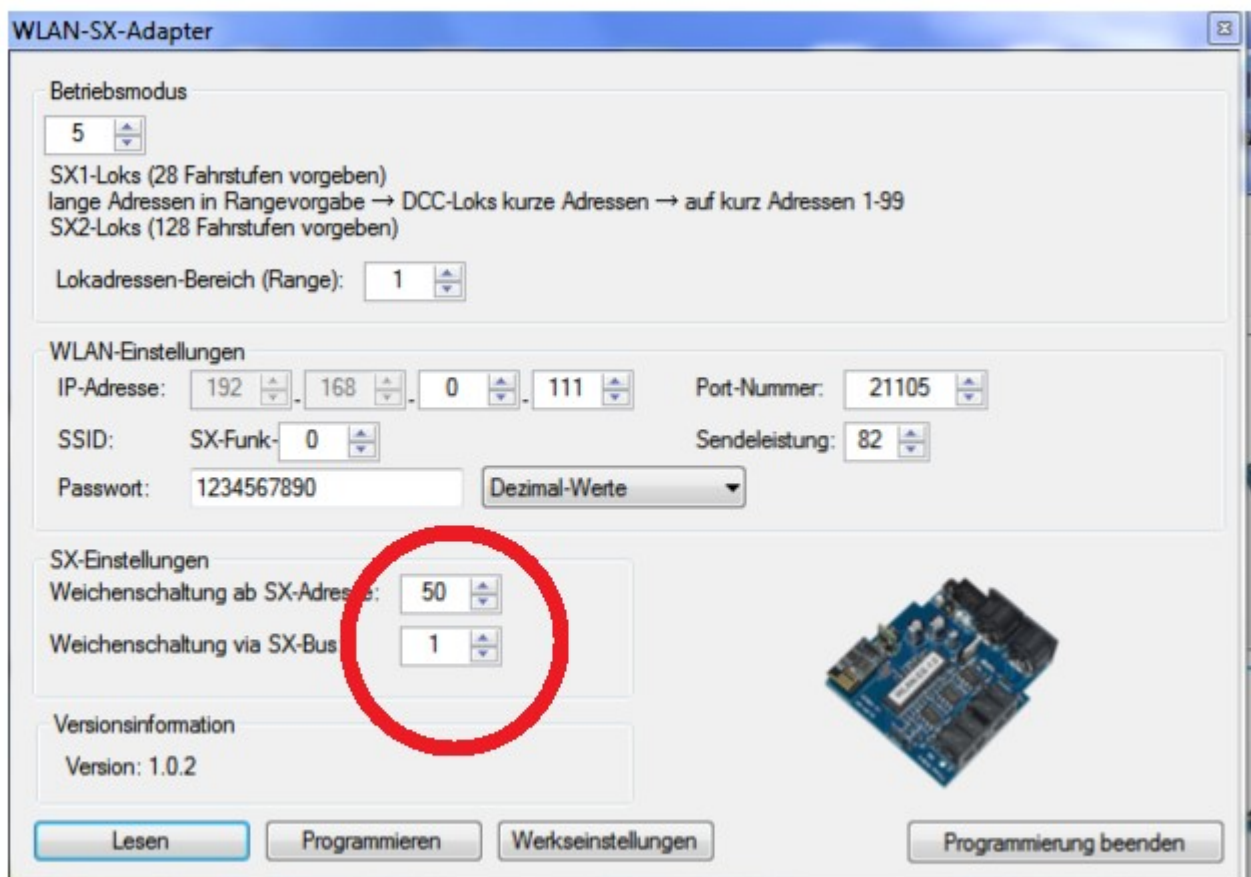 WLAN-SX-Adapter
Betriebsmodus
5
SX1-Loks (28 Fahrstufen vorgeben)
lange Adressen in Rangevorgabe → DCC-Loks kurze Adressen → auf kurz Adressen 1-99
SX2-Loks (128 Fahrstufen vorgeben)
Lokadressen-Bereich (Range): 1
WLAN-Einstellungen
IP-Adresse: 192 . 168 . 0 . 111 Port-Nummer: 21105
SSID: SX-Funk- 0 Sendeleistung: 82
Passwort: 1234567890 Dezimal-Werte
SX-Einstellungen
Weichenschaltung ab SX-Adresse: 50
Weichenschaltung via SX-Bus 1
Versionsinformation
Version: 1.0.2
Lesen Programmieren Werkseinstellungen Programmierung beenden